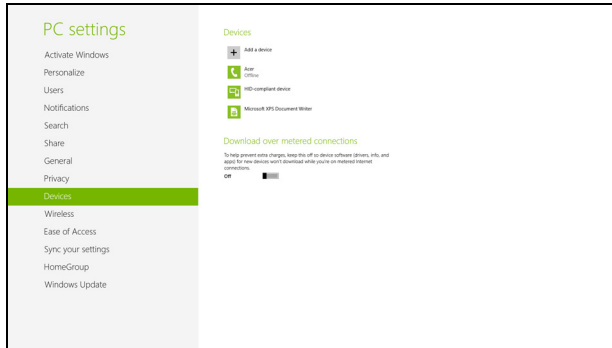 PC settings
Activate Windows
Personalize
Users
Notifications
Search
Share
General
Privacy
Devices
Wireless
Ease of Access
Sync your settings
HomeGroup
Windows Update
Devices
Add a device
Acer
Offline
HID-compliant device
Microsoft XPS Document Writer
Download over metered connections
To help prevent extra charges, keep this off so device software (drivers, info, and
apps) for new devices won't download while you're on metered Internet
connections.
Off